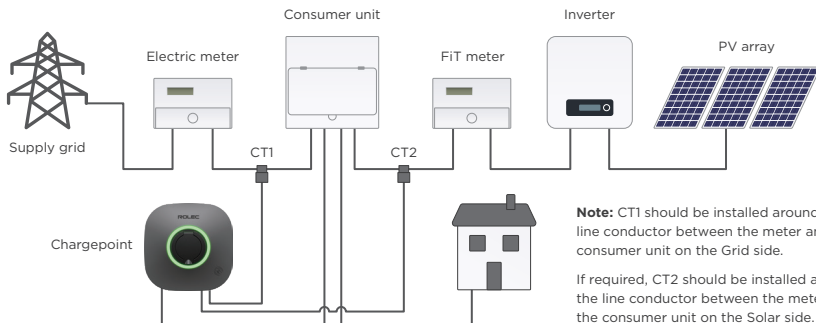 Consumer unit
Inverter
Electric meter
FiT meter
PV array
Supply grid
CT1
CT2
ROLEC
Chargepoint
Note: CT1 should be installed around
line conductor between the meter
consumer unit on the Grid side.
If required, CT2 should be installed
the line conductor between the
the consumer unit on the Solar side.